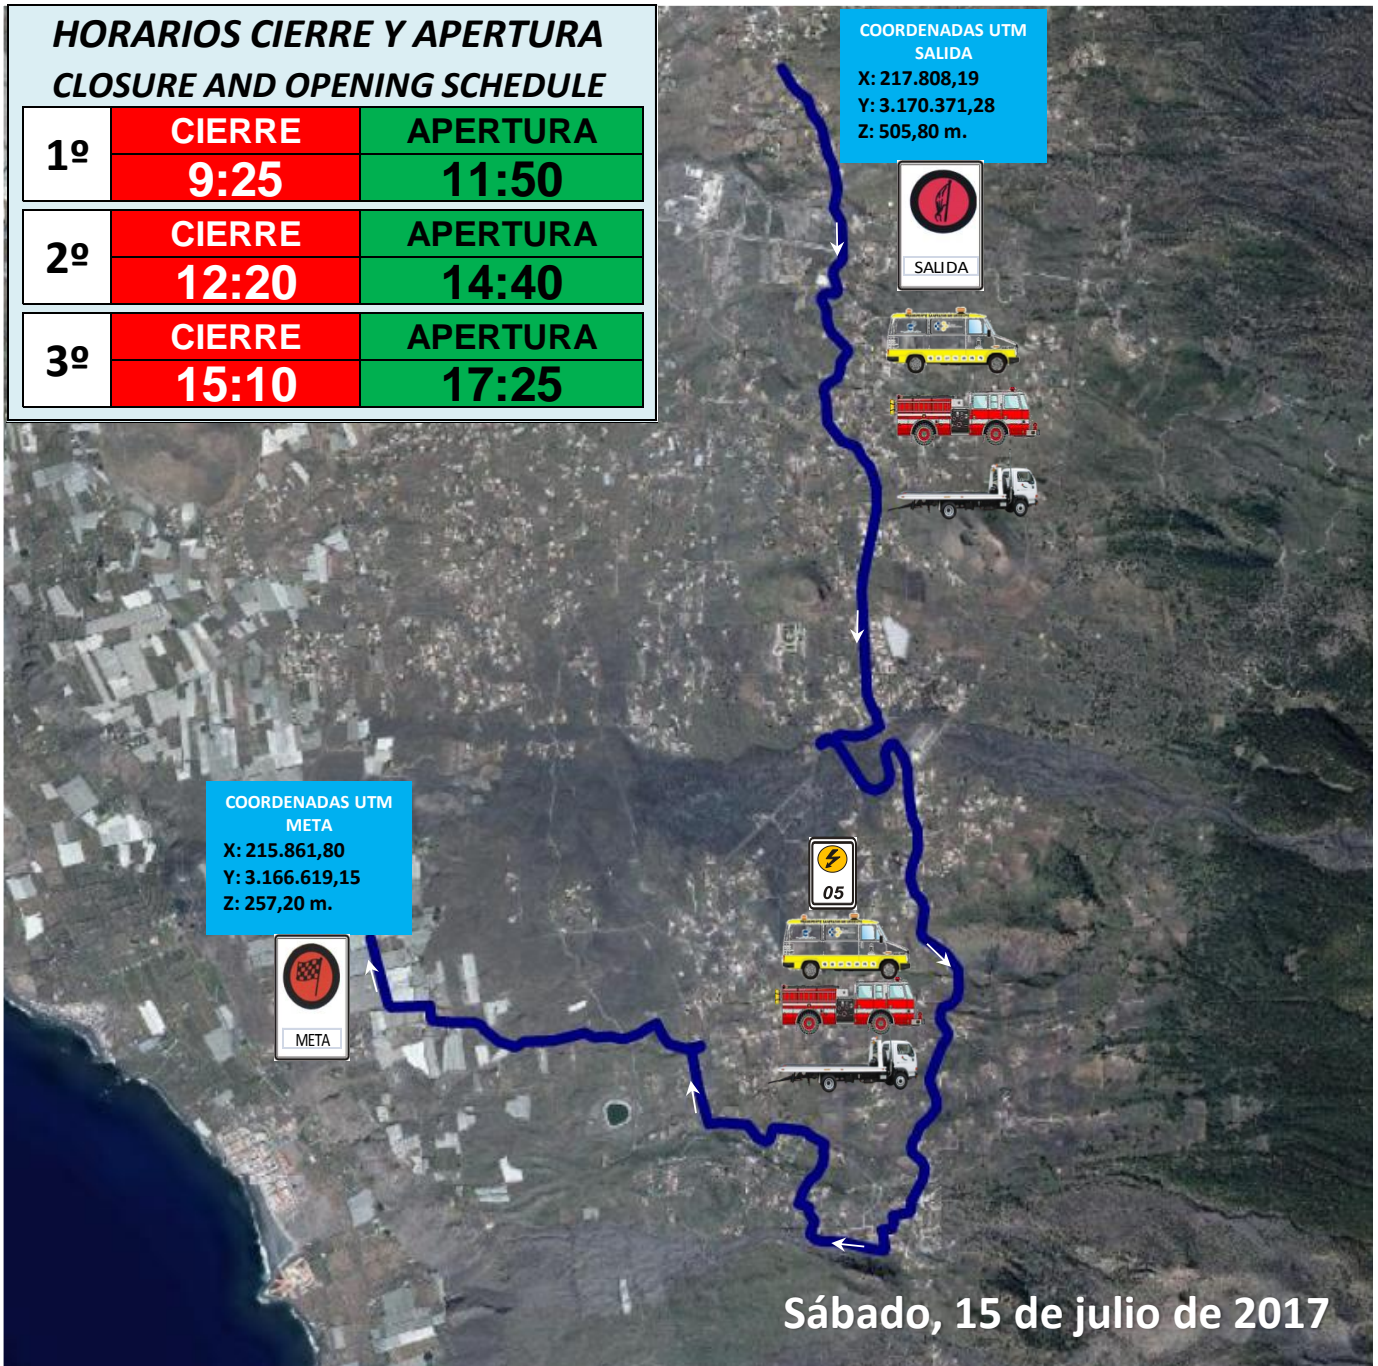 HORARIOS CIERRE Y APERTURA
CLOSURE AND OPENING SCHEDULE
1º
CIERRE
APERTURA
9:25
11:50
2º
CIERRE
APERTURA
12:20
14:40
3º
CIERRE
APERTURA
15:10
17:25
COORDENADAS UTM
SALIDA
X: 217.808,19
Y: 3.170.371,28
Z: 505,80 m.
SALIDA
COORDENADAS UTM
META
X: 215.861,80
Y: 3.166.619,15
Z: 257,20 m.
META
05
Sábado, 15 de julio de 2017